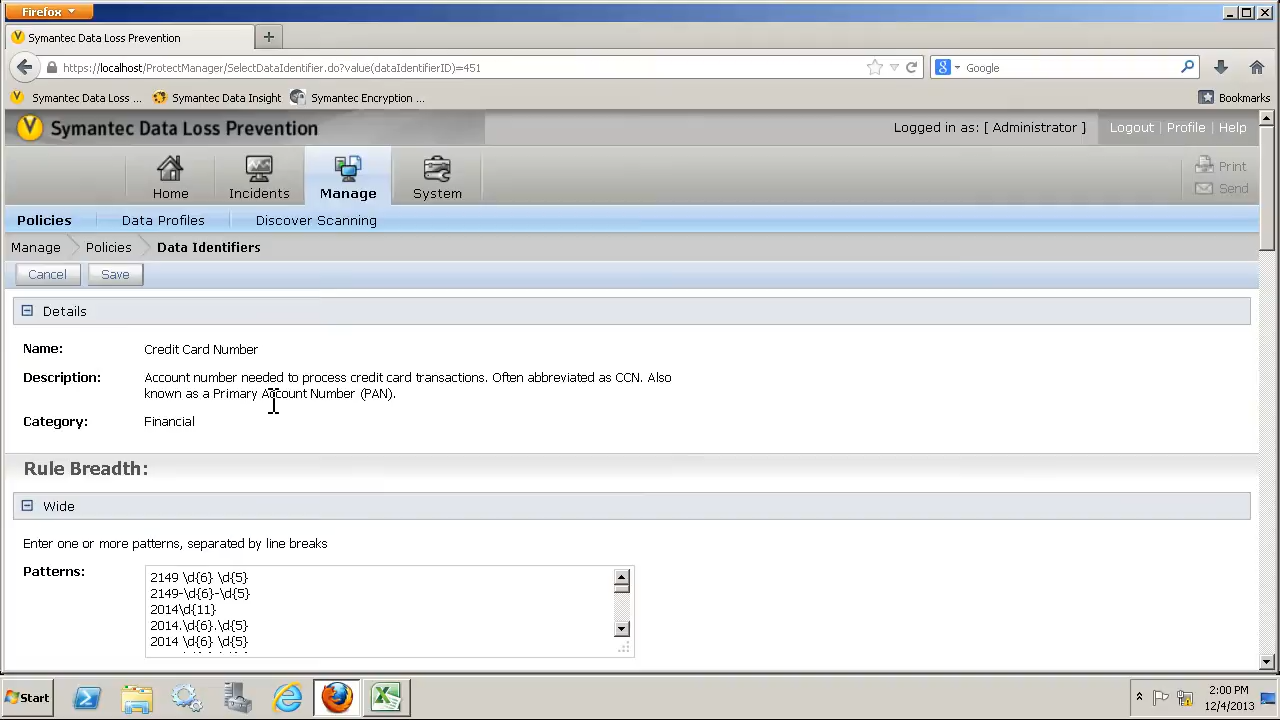 Firefox
Symantec Data Loss Prevention
https://localhost/ProtectManager/SelectDataIdentifier.do?value(dataIdentifierID)=451
Google
Symantec Data Loss ...
Symantec Data Insight
Symantec Encryption ...
Bookmarks
Symantec Data Loss Prevention
Logged in as: [ Administrator ]
Logout | Profile | Help
Home
Incidents
Manage
System
Print
Send
Policies
Data Profiles
Discover Scanning
Manage
Policies
Data Identifiers
Cancel
Save
Details
Name: Credit Card Number
Description: Account number needed to process credit card transactions. Often abbreviated as CCN. Also
known as a Primary Account Number (PAN).
Category: Financial
Rule Breadth:
Wide
Enter one or more patterns, separated by line breaks
Patterns:
2149 \d{6} \d{5}
2149-\d{6}-\d{5}
2014\d{11}
2014.\d{6}.\d{5}
2014 \d{6} \d{5}
Start
2:00 PM
12/4/2013